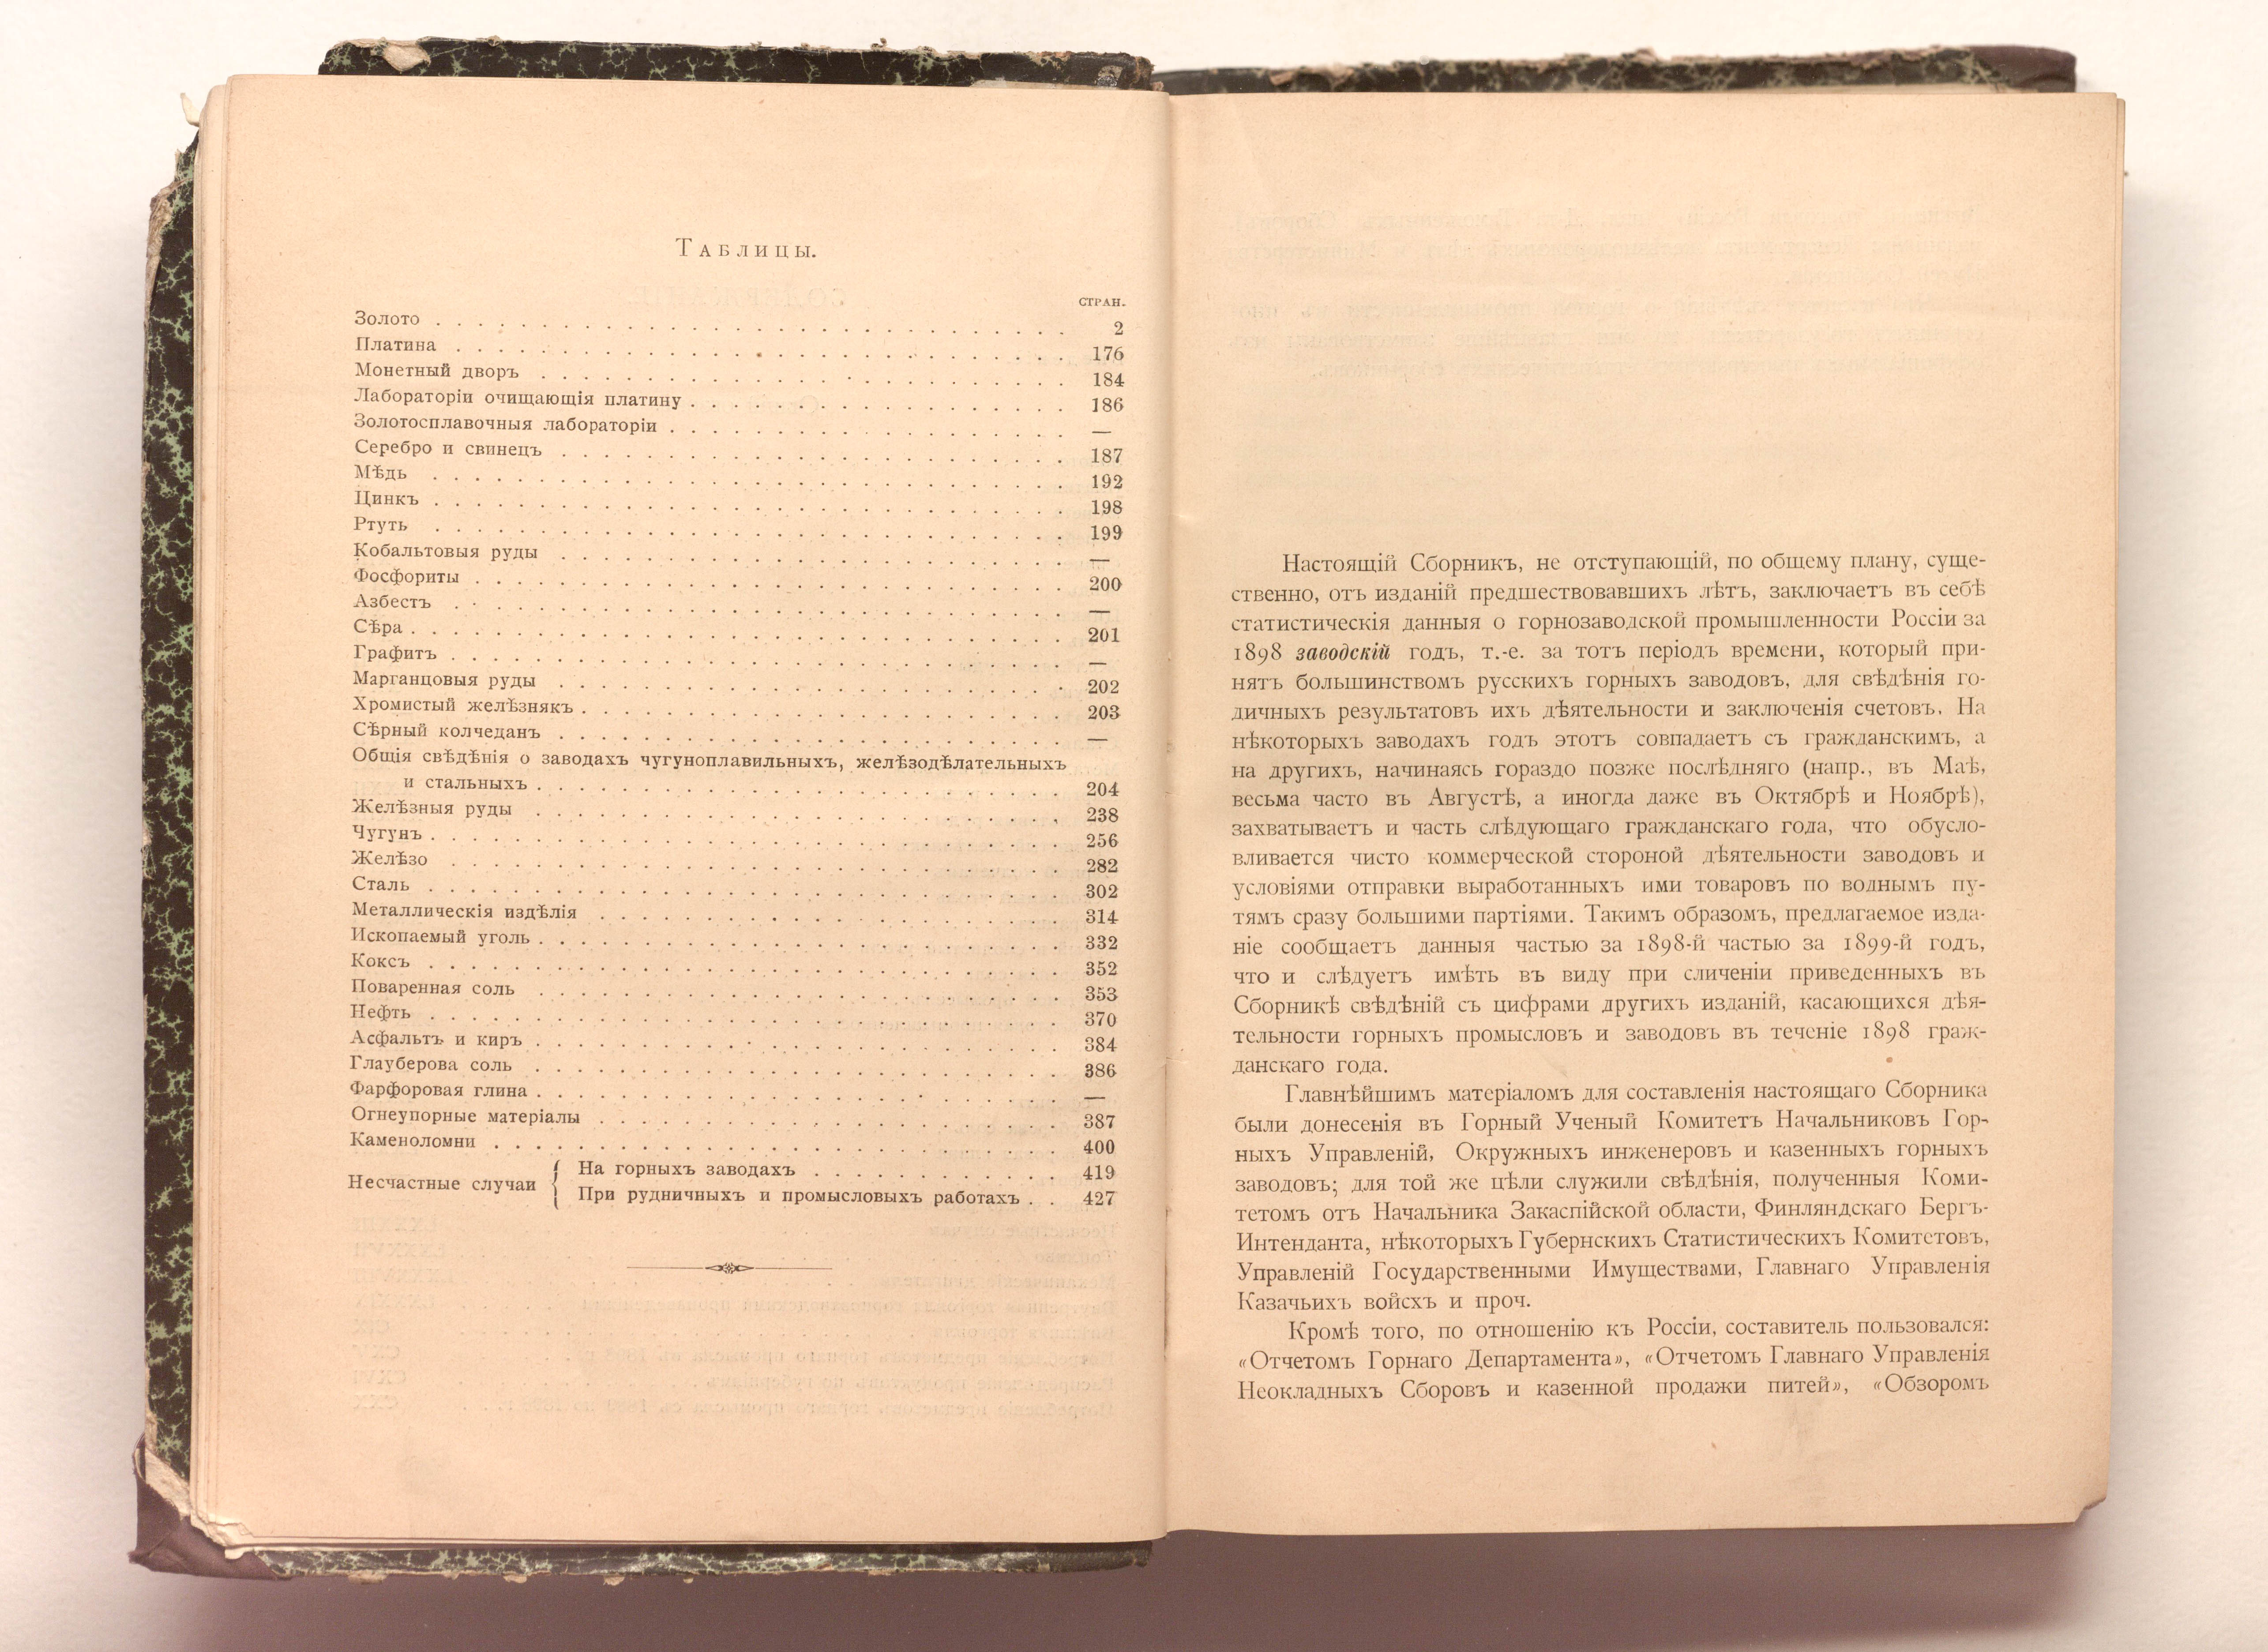 Таблицы.
СТРАН.
Золото . . . . . . . . . . 2
Платина . . . . . . . . . . 176
Монетный дворъ . . . . . . . . . . 184
Лабораторіи очищающія платину . . . . . . . . . . 186
Золотосплавочныя лабораторіи . . . . . . . . . . —
Серебро и свинецъ . . . . . . . . . . 187
Мѣдь . . . . . . . . . . 192
Цинкъ . . . . . . . . . . 198
Ртуть . . . . . . . . . . 199
Кобальтовыя руды . . . . . . . . . . —
Фосфориты . . . . . . . . . . 200
Азбестъ . . . . . . . . . . —
Сѣра . . . . . . . . . . 201
Графитъ . . . . . . . . . . —
Марганцовыя руды . . . . . . . . . . 202
Хромистый желѣзнякъ . . . . . . . . . . 203
Сѣрный колчеданъ . . . . . . . . . . —
Общія свѣдѣнія о заводахъ чугуноплавильныхъ, желѣзодѣлательныхъ
и стальныхъ . . . . . . . . . . 204
Желѣзныя руды . . . . . . . . . . 238
Чугунъ . . . . . . . . . . 256
Желѣзо . . . . . . . . . . 282
Сталь . . . . . . . . . . 302
Металлическія издѣлія . . . . . . . . . . 314
Ископаемый уголь . . . . . . . . . . 332
Коксъ . . . . . . . . . . 352
Поваренная соль . . . . . . . . . . 353
Нефть . . . . . . . . . . 370
Асфальтъ и киръ . . . . . . . . . . 384
Глауберова соль . . . . . . . . . . 386
Фарфоровая глина . . . . . . . . . . —
Огнеупорные матеріалы . . . . . . . . . . 387
Каменоломни . . . . . . . . . . 400
Несчастные случаи { На горныхъ заводахъ . . . . . . . . . . 419
При рудничныхъ и промысловыхъ работахъ . . 427
Настоящій Сборникъ, не отступающій, по общему плану, суще-
ственно, отъ изданій предшествовавшихъ лѣтъ, заключаетъ въ себѣ
статистическія данныя о горнозаводской промышленности Россіи за
1898 заводскій годъ, т.-е. за тотъ періодъ времени, который при-
нятъ большинствомъ русскихъ горныхъ заводовъ, для свѣдѣнія го-
дичныхъ результатовъ ихъ дѣятельности и заключенія счетовъ. На
нѣкоторыхъ заводахъ годъ этотъ совпадаетъ съ гражданскимъ, а
на другихъ, начинаясь гораздо позже послѣдняго (напр., въ Маѣ,
весьма часто въ Августѣ, а иногда даже въ Октябрѣ и Ноябрѣ),
захватываетъ и часть слѣдующаго гражданскаго года, что обусло-
вливается чисто коммерческой стороной дѣятельности заводовъ и
условіями отправки выработанныхъ ими товаровъ по воднымъ пу-
тямъ сразу большими партіями. Такимъ образомъ, предлагаемое изда-
ніе сообщаетъ данныя частью за 1898-й частью за 1899-й годъ,
что и слѣдуетъ имѣть въ виду при сличеніи приведенныхъ въ
Сборникѣ свѣдѣній съ цифрами другихъ изданій, касающихся дѣя-
тельности горныхъ промысловъ и заводовъ въ теченіе 1898 граж-
данскаго года.
Главнѣйшимъ матеріаломъ для составленія настоящаго Сборника
были донесенія въ Горный Ученый Комитетъ Начальниковъ Гор-
ныхъ Управленій, Окружныхъ инженеровъ и казенныхъ горныхъ
заводовъ; для той же цѣли служили свѣдѣнія, полученныя Коми-
тетомъ отъ Начальника Закаспійской области, Финляндскаго Бергъ-
Интенданта, нѣкоторыхъ Губернскихъ Статистическихъ Комитетовъ,
Управленій Государственными Имуществами, Главнаго Управленія
Казачьихъ войсхъ и проч.
Кромѣ того, по отношенію къ Россіи, составитель пользовался:
«Отчетомъ Горнаго Департамента», «Отчетомъ Главнаго Управленія
Неокладныхъ Сборовъ и казенной продажи питей», «Обзоромъ